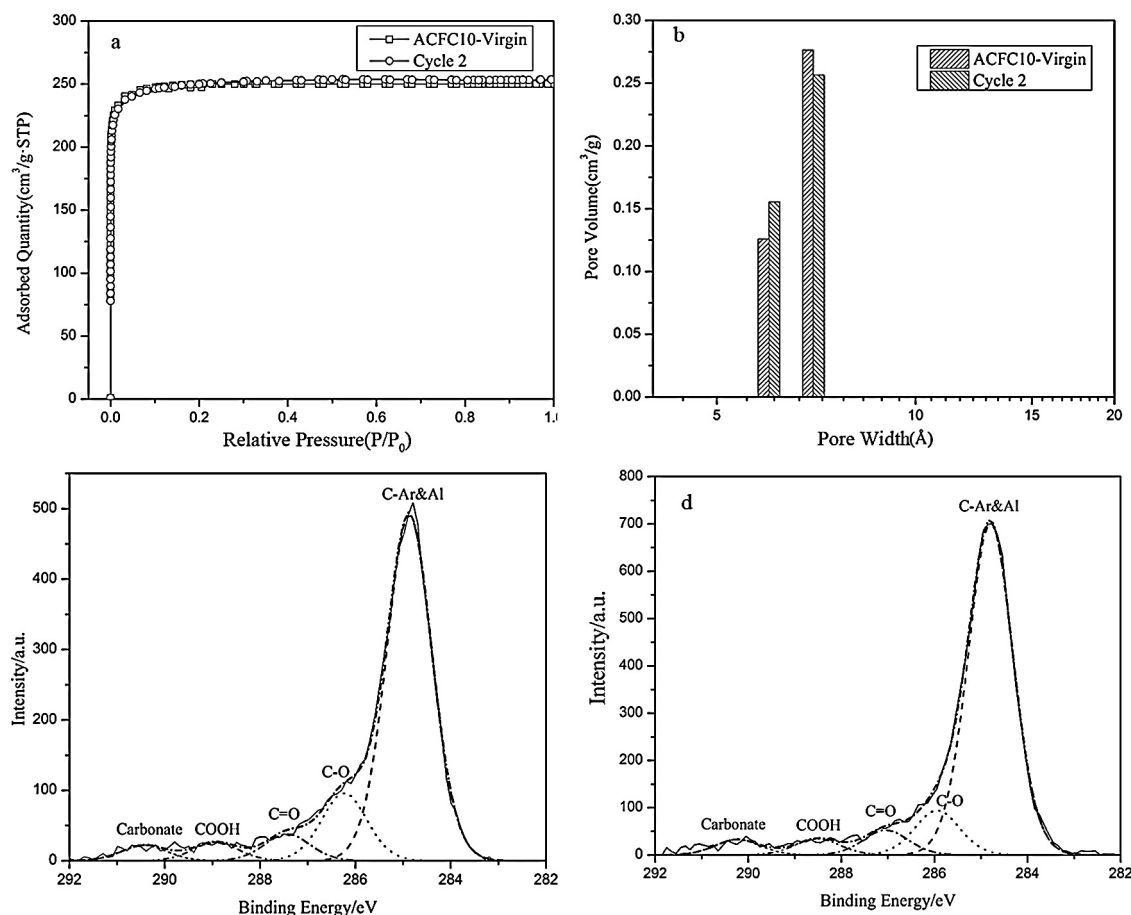 a
ACFC10-Virgin
Cycle 2
300
250
200
150
100
50
0
Adsorbed Quantity(cm³/g·STP)
0.0 0.2 0.4 0.6 0.8 1.0
Relative Pressure(P/P₀)
b
ACFC10-Virgin
Cycle 2
0.30
0.25
0.20
0.15
0.10
0.05
0.00
Pore Volume(cm³/g)
5 10 15 20
Pore Width(Å)
C-Ar&Al
C-O
C=O
COOH
Carbonate
500
400
300
200
100
0
Intensity/a.u.
292 290 288 286 284 282
Binding Energy/eV
d
C-Ar&Al
C=O
C-O
COOH
Carbonate
800
700
600
500
400
300
200
100
0
Intensity/a.u.
292 290 288 286 284 282
Binding Energy/eV